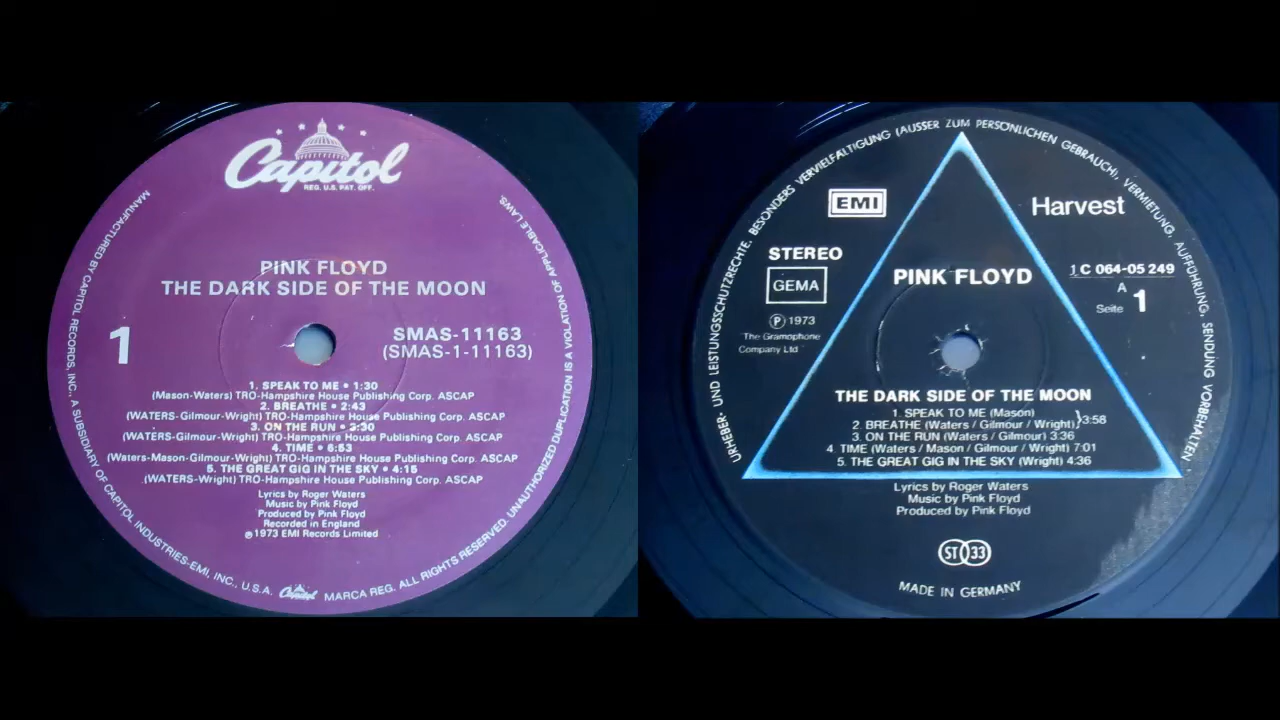 Capitol
REG. U.S. PAT. OFF.
PINK FLOYD
THE DARK SIDE OF THE MOON
1
SMAS-11163
(SMAS-1-11163)
1. SPEAK TO ME • 1:30
(Mason-Waters) TRO-Hampshire House Publishing Corp. ASCAP
2. BREATHE • 2:43
(WATERS-Gilmour-Wright) TRO-Hampshire House Publishing Corp. ASCAP
3. ON THE RUN • 3:30
(WATERS-Gilmour-Wright) TRO-Hampshire House Publishing Corp. ASCAP
4. TIME • 6:53
(Waters-Mason-Gilmour-Wright) TRO-Hampshire House Publishing Corp. ASCAP
5. THE GREAT GIG IN THE SKY • 4:15
(WATERS-Wright) TRO-Hampshire House Publishing Corp. ASCAP
Lyrics by Roger Waters
Music by Pink Floyd
Produced by Pink Floyd
Recorded in England
℗1973 EMI Records Limited
MANUFACTURED BY CAPITOL RECORDS, INC., A SUBSIDIARY OF CAPITOL INDUSTRIES-EMI, INC., U.S.A. Capitol MARCA REG. ALL RIGHTS RESERVED. UNAUTHORIZED DUPLICATION IS A VIOLATION OF APPLICABLE LAWS.
URHEBER- UND LEISTUNGSSCHUTZRECHTE, BESONDERS VERVIELFÄLTIGUNG (AUSSER ZUM PERSÖNLICHEN GEBRAUCH), VERMIETUNG, AUFFÜHRUNG, SENDUNG VORBEHALTEN·
EMI
Harvest
STEREO
GEMA
PINK FLOYD
1 C 064-05 249
A
Seite 1
℗ 1973
The Gramophone
Company Ltd
THE DARK SIDE OF THE MOON
1. SPEAK TO ME (Mason)
2. BREATHE (Waters / Gilmour / Wright) }3:58
3. ON THE RUN (Waters / Gilmour) 3:36
4. TIME (Waters / Mason / Gilmour / Wright) 7:01
5. THE GREAT GIG IN THE SKY (Wright) 4:36
Lyrics by Roger Waters
Music by Pink Floyd
Produced by Pink Floyd
ST 33
MADE IN GERMANY